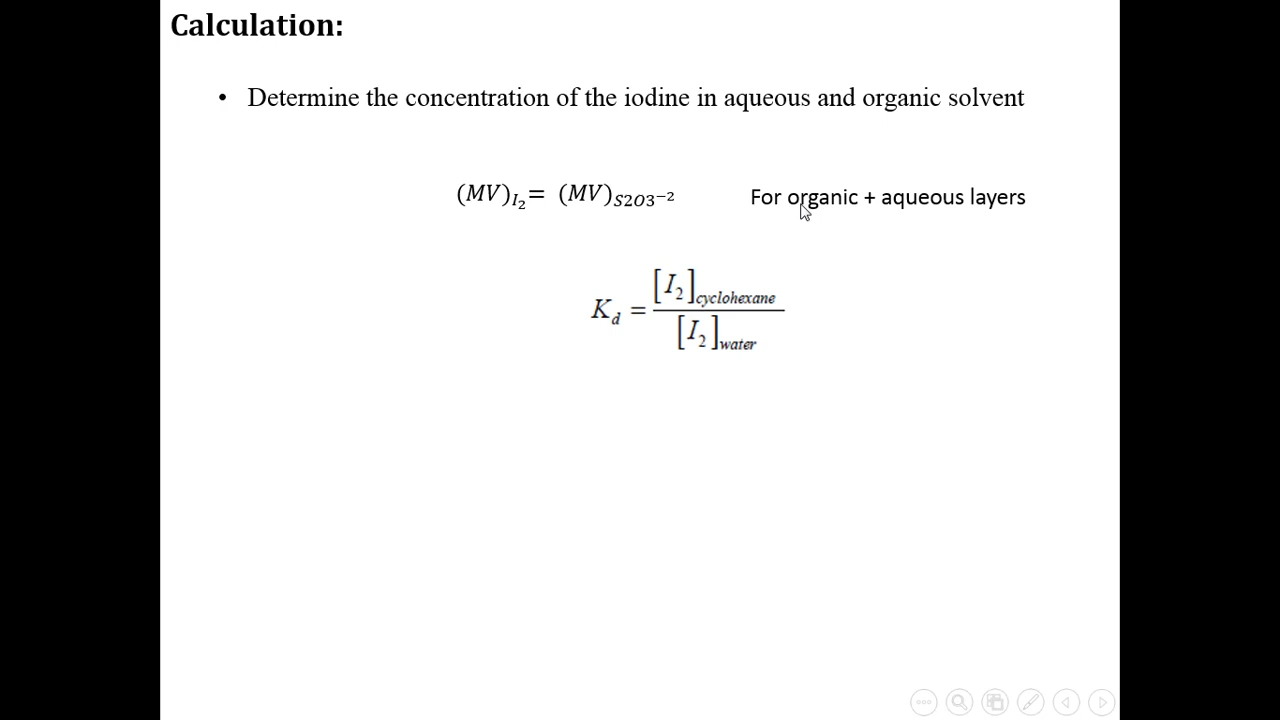 Calculation:
• Determine the concentration of the iodine in aqueous and organic solvent
(MV)I₂ = (MV)S2O3⁻² For organic + aqueous layers
K_d = [I₂]cyclohexane / [I₂]water